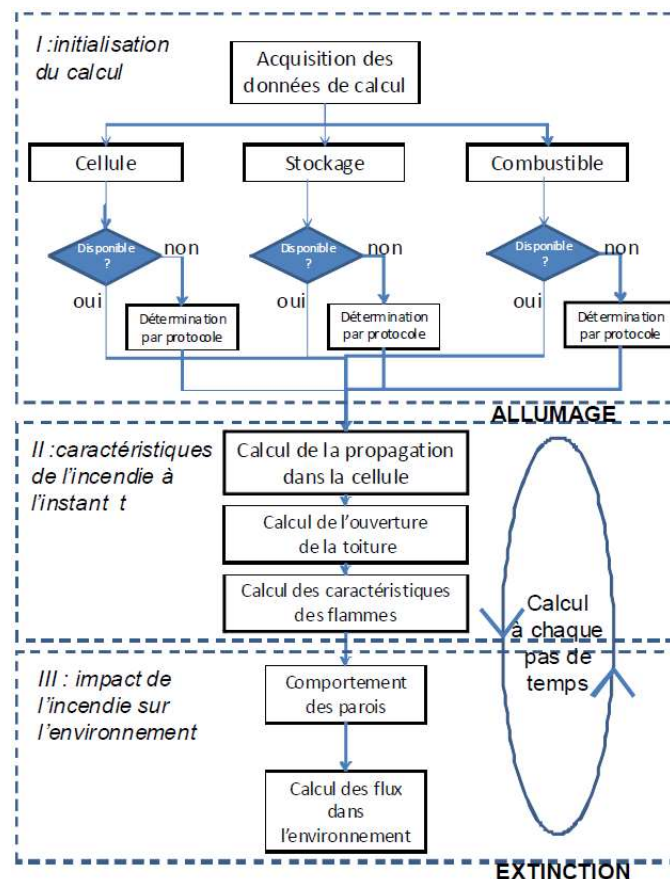 I :initialisation
du calcul
Acquisition des
données de calcul
Cellule
Stockage
Combustible
Disponible
?
non
oui
Disponible
?
non
oui
Disponible
?
non
oui
Détermination
par protocole
Détermination
par protocole
Détermination
par protocole
ALLUMAGE
II :caractéristiques
de l'incendie à
l'instant t
Calcul de la propagation
dans la cellule
Calcul de l'ouverture
de la toiture
Calcul des caractéristiques
des flammes
Calcul
à chaque
pas de
temps
III : impact de
l'incendie sur
l'environnement
Comportement
des parois
Calcul des flux
dans
l'environnement
EXTINCTION